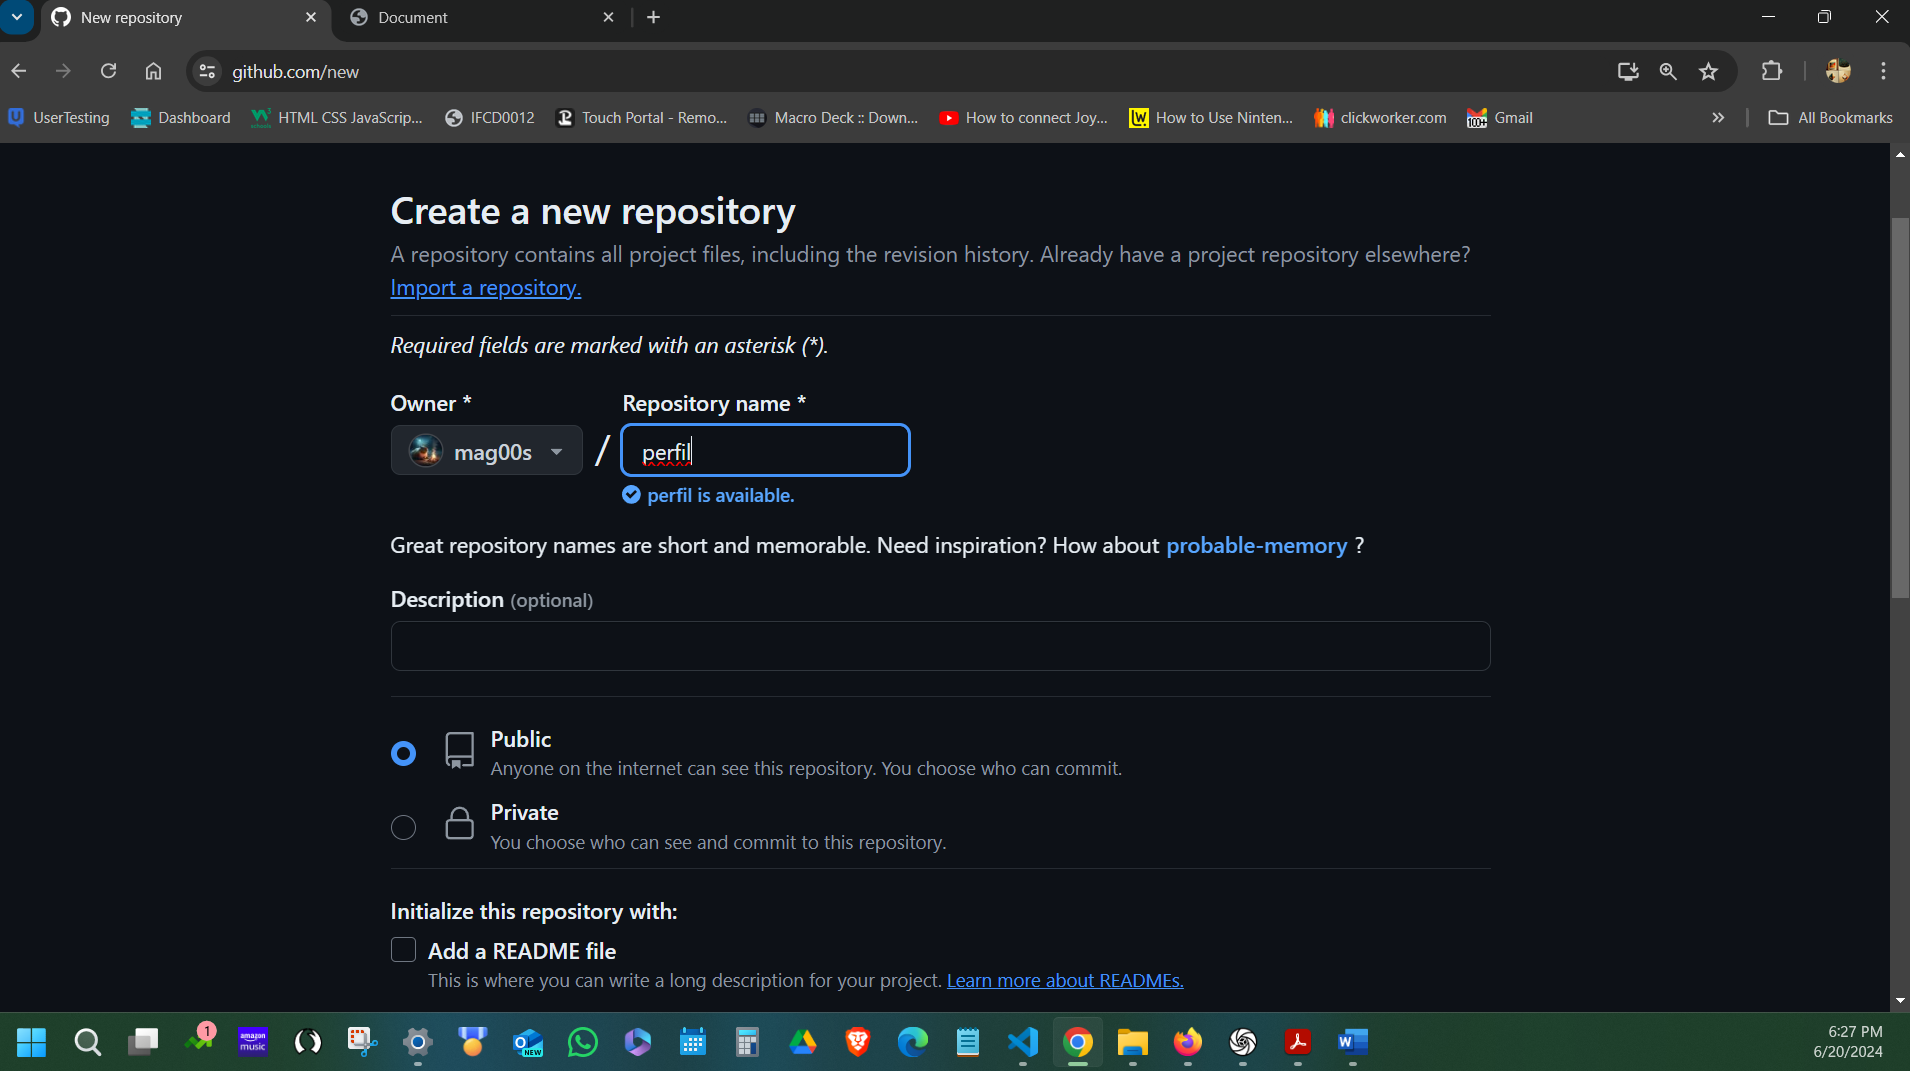 New repository
Document
github.com/new
UserTesting
Dashboard
HTML CSS JavaScrip...
IFCD0012
Touch Portal - Remo...
Macro Deck :: Down...
How to connect Joy...
How to Use Ninten...
clickworker.com
100+
Gmail
»
All Bookmarks
Create a new repository
A repository contains all project files, including the revision history. Already have a project repository elsewhere?
Import a repository.
Required fields are marked with an asterisk (*).
Owner *
Repository name *
mag00s
/
perfil
perfil is available.
Great repository names are short and memorable. Need inspiration? How about probable-memory ?
Description (optional)
Public
Anyone on the internet can see this repository. You choose who can commit.
Private
You choose who can see and commit to this repository.
Initialize this repository with:
Add a README file
This is where you can write a long description for your project. Learn more about READMEs.
1
amazon
music
NEW
6:27 PM
6/20/2024